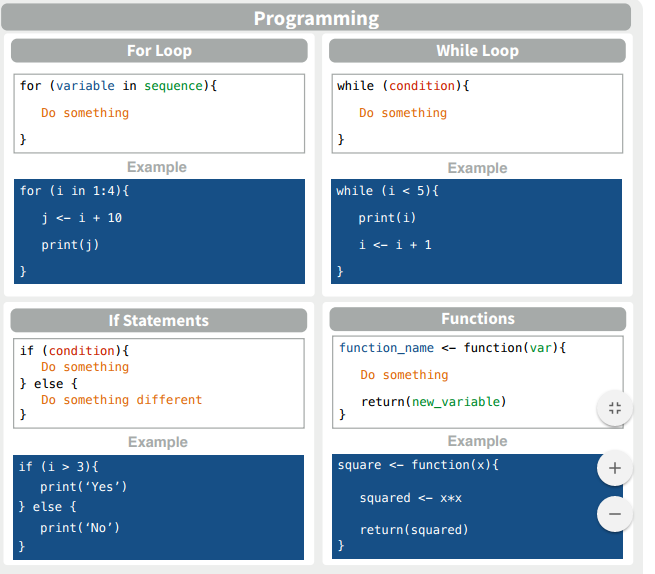 Programming
For Loop
for (variable in sequence){
Do something
}
Example
for (i in 1:4){
j <- i + 10
print(j)
}
While Loop
while (condition){
Do something
}
Example
while (i < 5){
print(i)
i <- i + 1
}
If Statements
if (condition){
Do something
} else {
Do something different
}
Example
if (i > 3){
print(‘Yes’)
} else {
print(‘No’)
}
Functions
function_name <- function(var){
Do something
return(new_variable)
}
Example
square <- function(x){
squared <- x*x
return(squared)
}